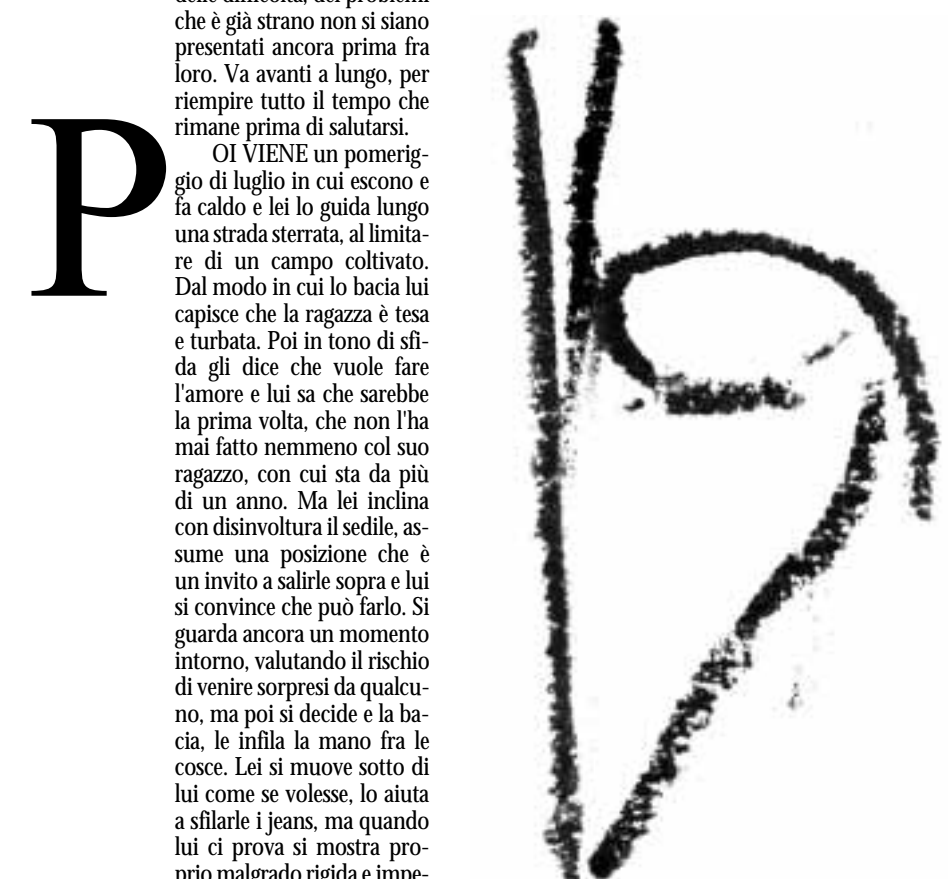 delle difficoltà, dei problemi
che è già strano non si siano
presentati ancora prima fra
loro. Va avanti a lungo, per
riempire tutto il tempo che
rimane prima di salutarsi.
POI VIENE un pomerig-
gio di luglio in cui escono e
fa caldo e lei lo guida lungo
una strada sterrata, al limita-
re di un campo coltivato.
Dal modo in cui lo bacia lui
capisce che la ragazza è tesa
e turbata. Poi in tono di sfi-
da gli dice che vuole fare
l'amore e lui sa che sarebbe
la prima volta, che non l'ha
mai fatto nemmeno col suo
ragazzo, con cui sta da più
di un anno. Ma lei inclina
con disinvoltura il sedile, as-
sume una posizione che è
un invito a salirle sopra e lui
si convince che può farlo. Si
guarda ancora un momento
intorno, valutando il rischio
di venire sorpresi da qualcu-
no, ma poi si decide e la ba-
cia, le infila la mano fra le
cosce. Lei si muove sotto di
lui come se volesse, lo aiuta
a sfilarle i jeans, ma quando
lui ci prova si mostra pro-
prio malgrado rigida e impe-